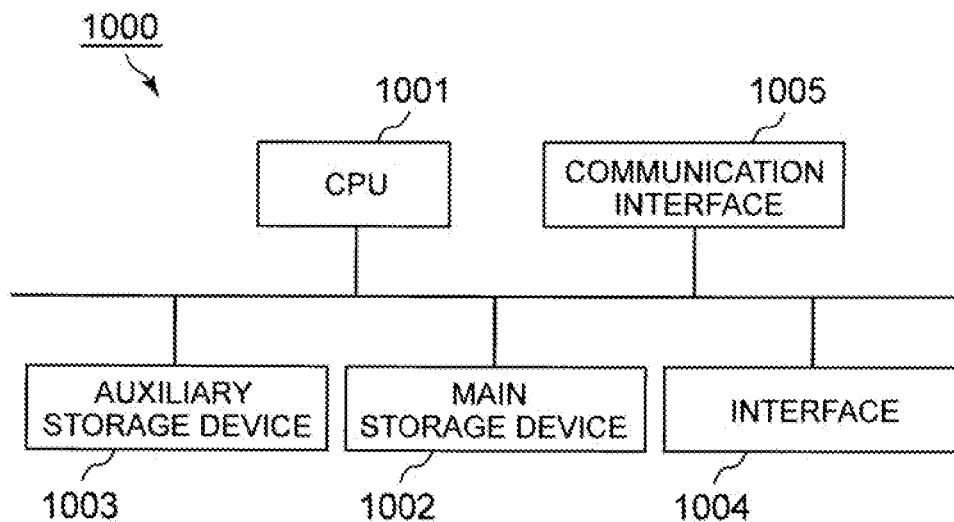 1000
1001
1005
CPU
COMMUNICATION
INTERFACE
AUXILIARY
STORAGE DEVICE
MAIN
STORAGE DEVICE
INTERFACE
1003
1002
1004